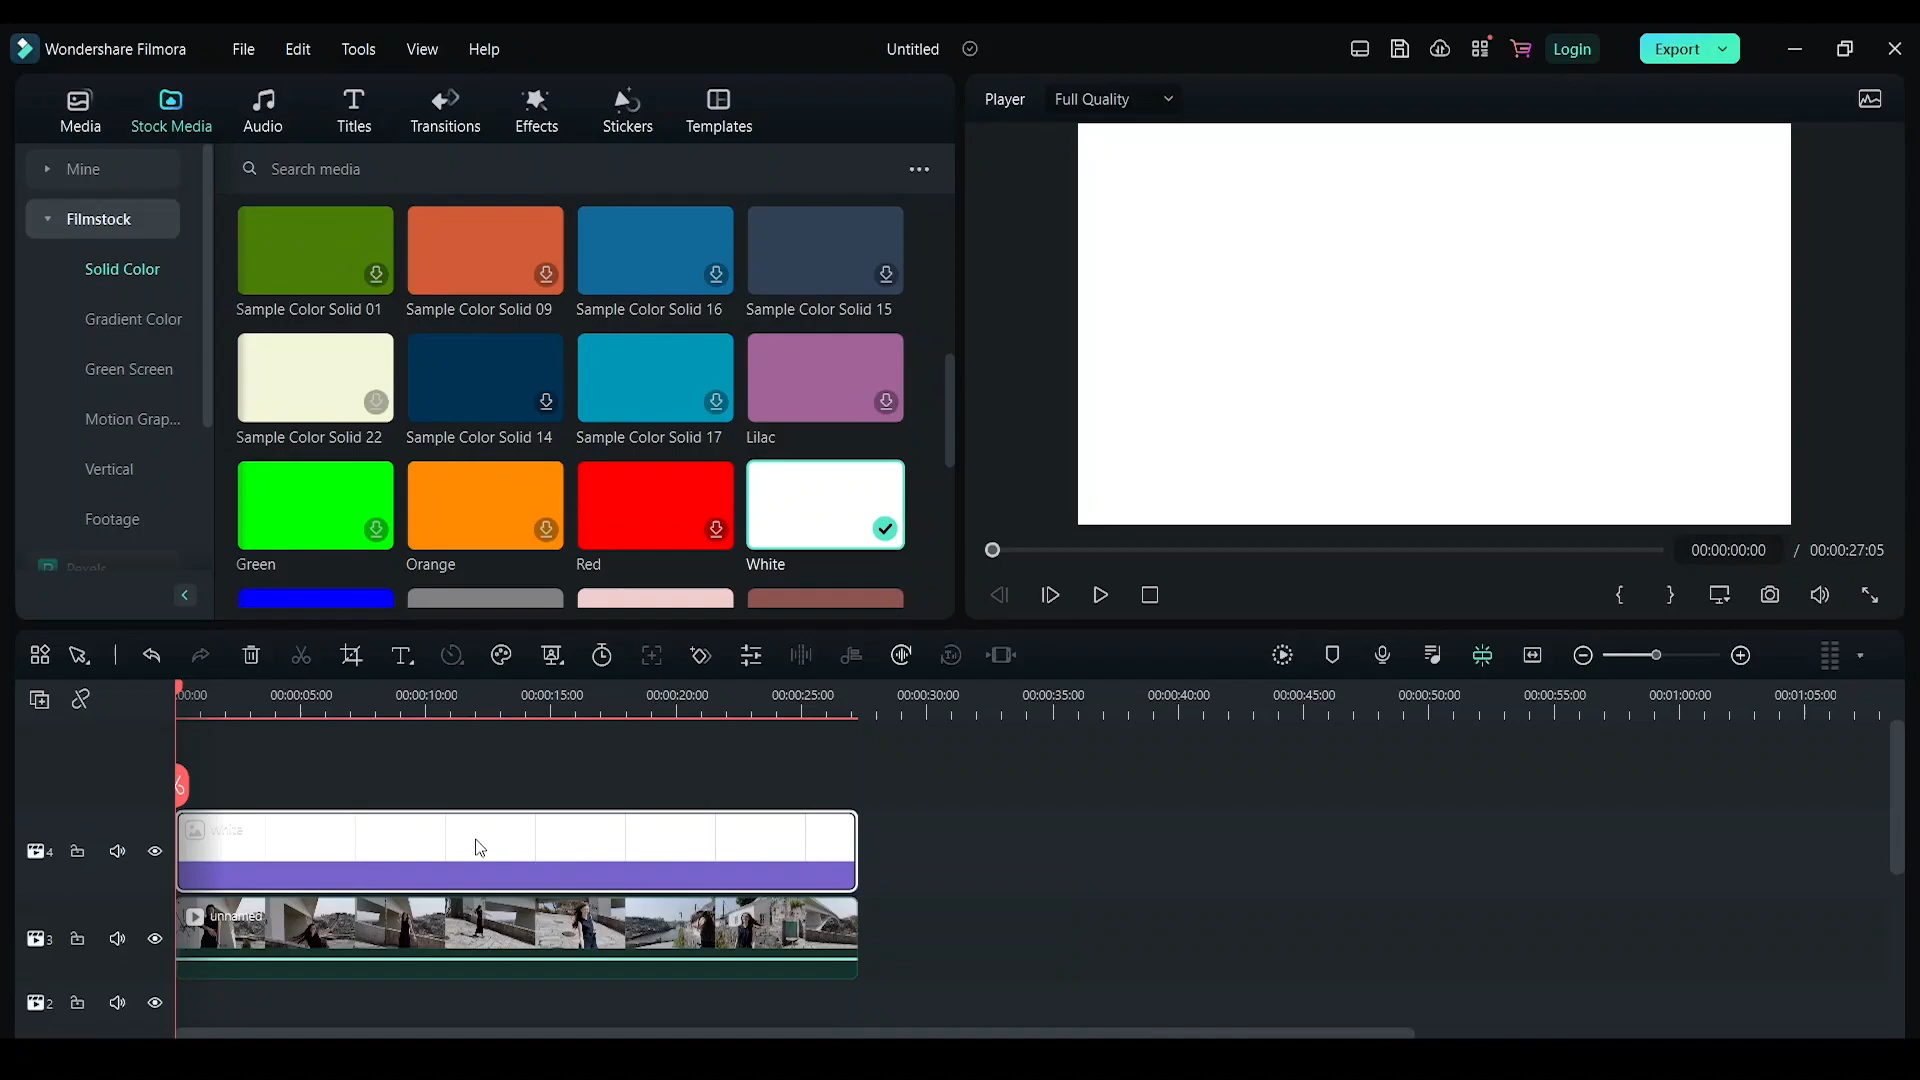 Wondershare Filmora File Edit Tools View Help Untitled Login Export
Media Stock Media Audio Titles Transitions Effects Stickers Templates
Player Full Quality
Mine
Search media
Filmstock
Solid Color
Gradient Color
Green Screen
Motion Grap...
Vertical
Footage
Pexels
Sample Color Solid 01 Sample Color Solid 09 Sample Color Solid 16 Sample Color Solid 15
Sample Color Solid 22 Sample Color Solid 14 Sample Color Solid 17 Lilac
Green Orange Red White
00:00:00:00 / 00:00:27:05
:00:00 00:00:05:00 00:00:10:00 00:00:15:00 00:00:20:00 00:00:25:00 00:00:30:00 00:00:35:00 00:00:40:00 00:00:45:00 00:00:50:00 00:00:55:00 00:01:00:00 00:01:05:00
White
4
unnamed
3
2